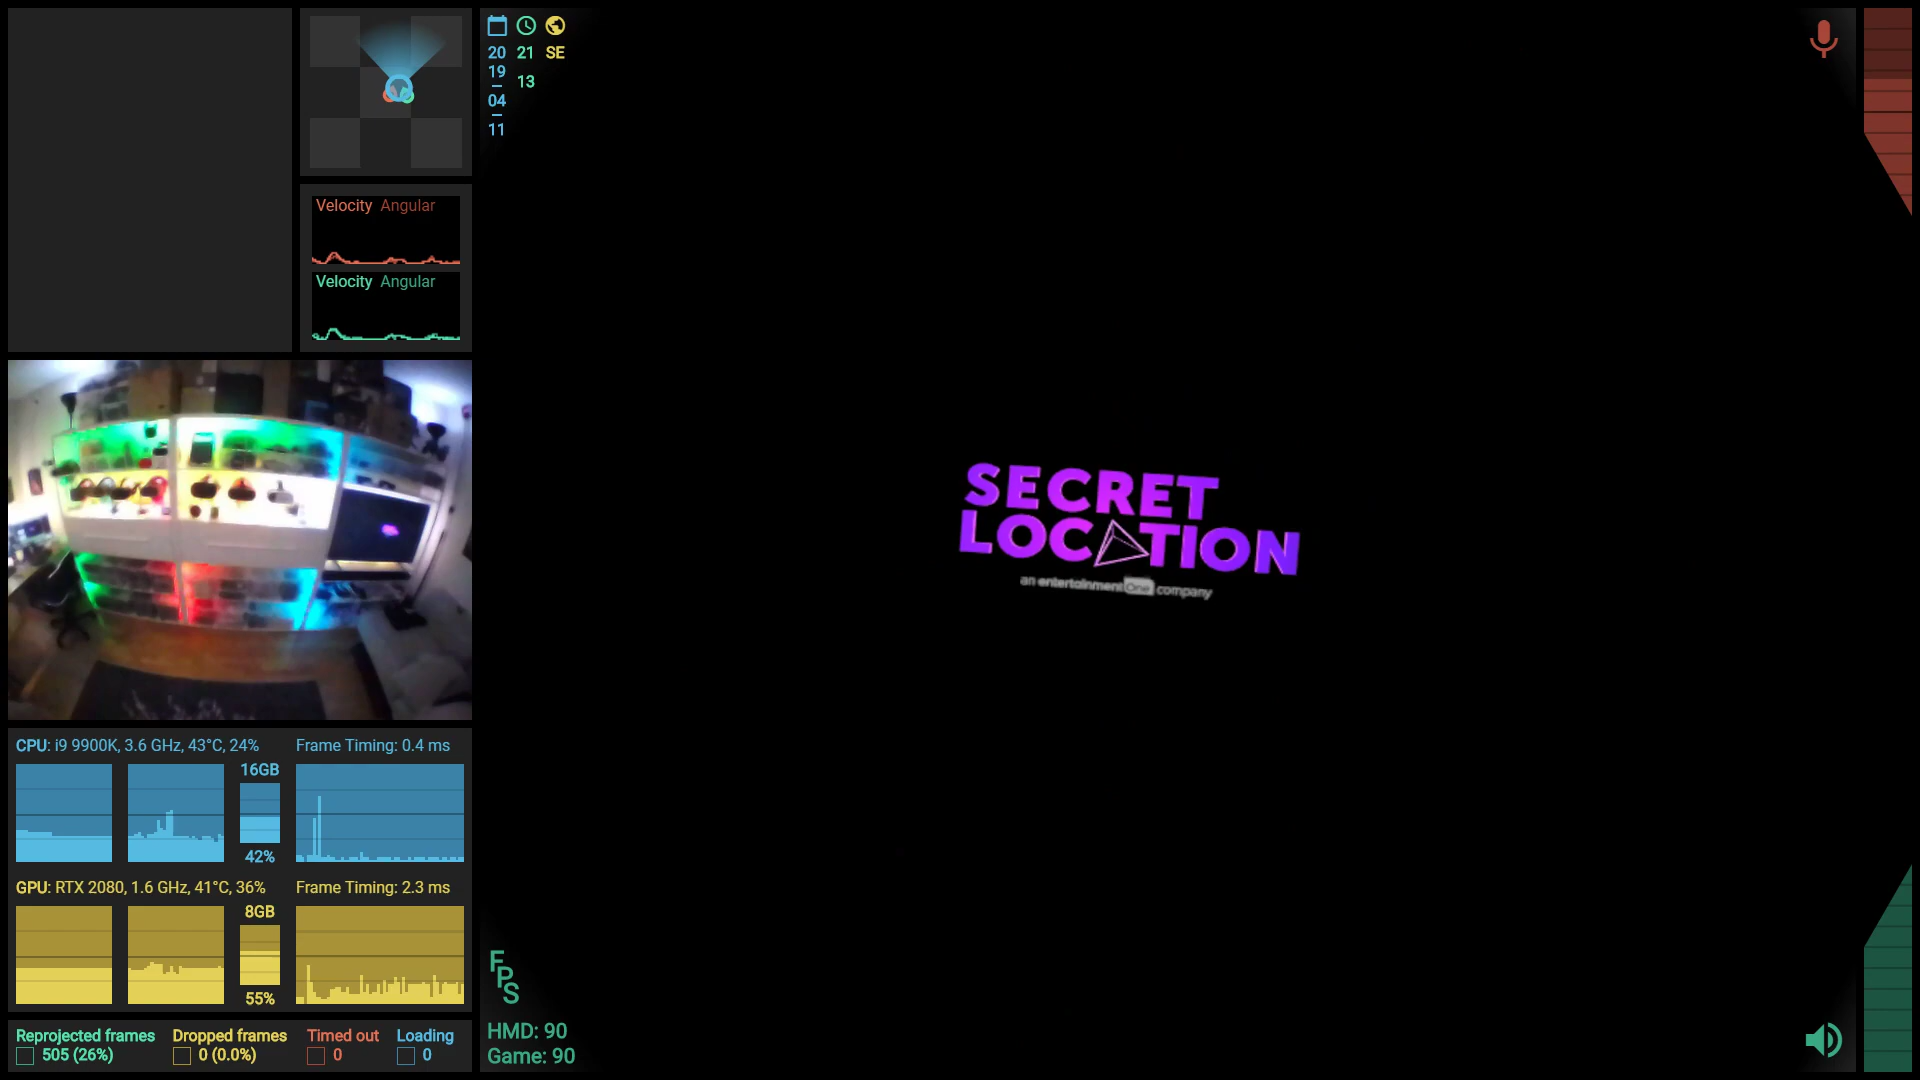 20 21 SE
19 13
04
11
Velocity Angular
Velocity Angular
SECRET
LOCATION
an entertainment One company
CPU: i9 9900K, 3.6 GHz, 43°C, 24%
Frame Timing: 0.4 ms
16GB
42%
GPU: RTX 2080, 1.6 GHz, 41°C, 36%
Frame Timing: 2.3 ms
8GB
55%
Reprojected frames Dropped frames Timed out Loading
505 (26%) 0 (0.0%) 0 0
FPS
HMD: 90
Game: 90